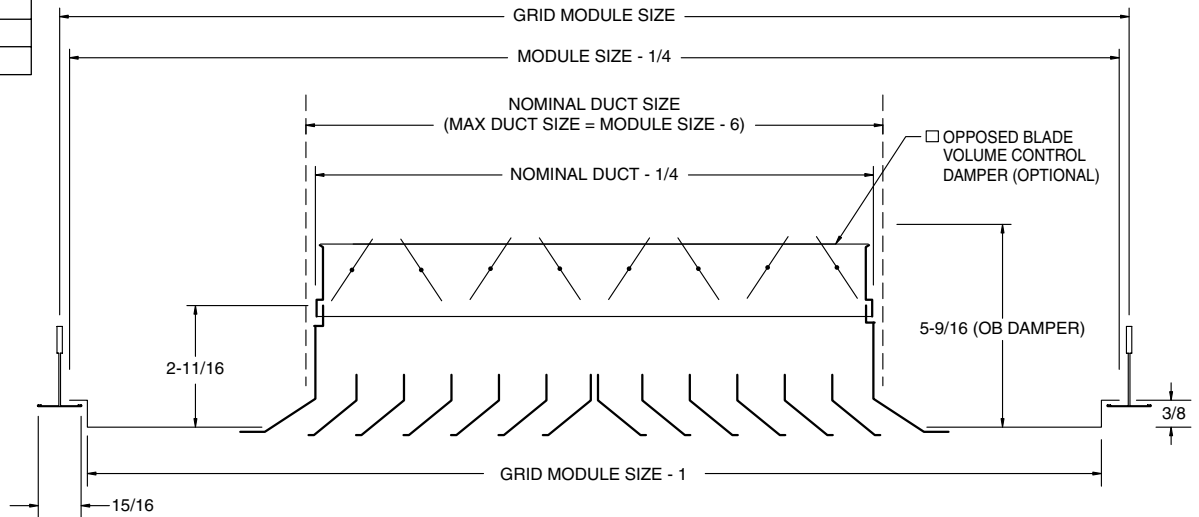 GRID MODULE SIZE
MODULE SIZE - 1/4
NOMINAL DUCT SIZE
(MAX DUCT SIZE = MODULE SIZE - 6)
□ OPPOSED BLADE
VOLUME CONTROL
DAMPER (OPTIONAL)
NOMINAL DUCT - 1/4
5-9/16 (OB DAMPER)
2-11/16
3/8
GRID MODULE SIZE - 1
15/16